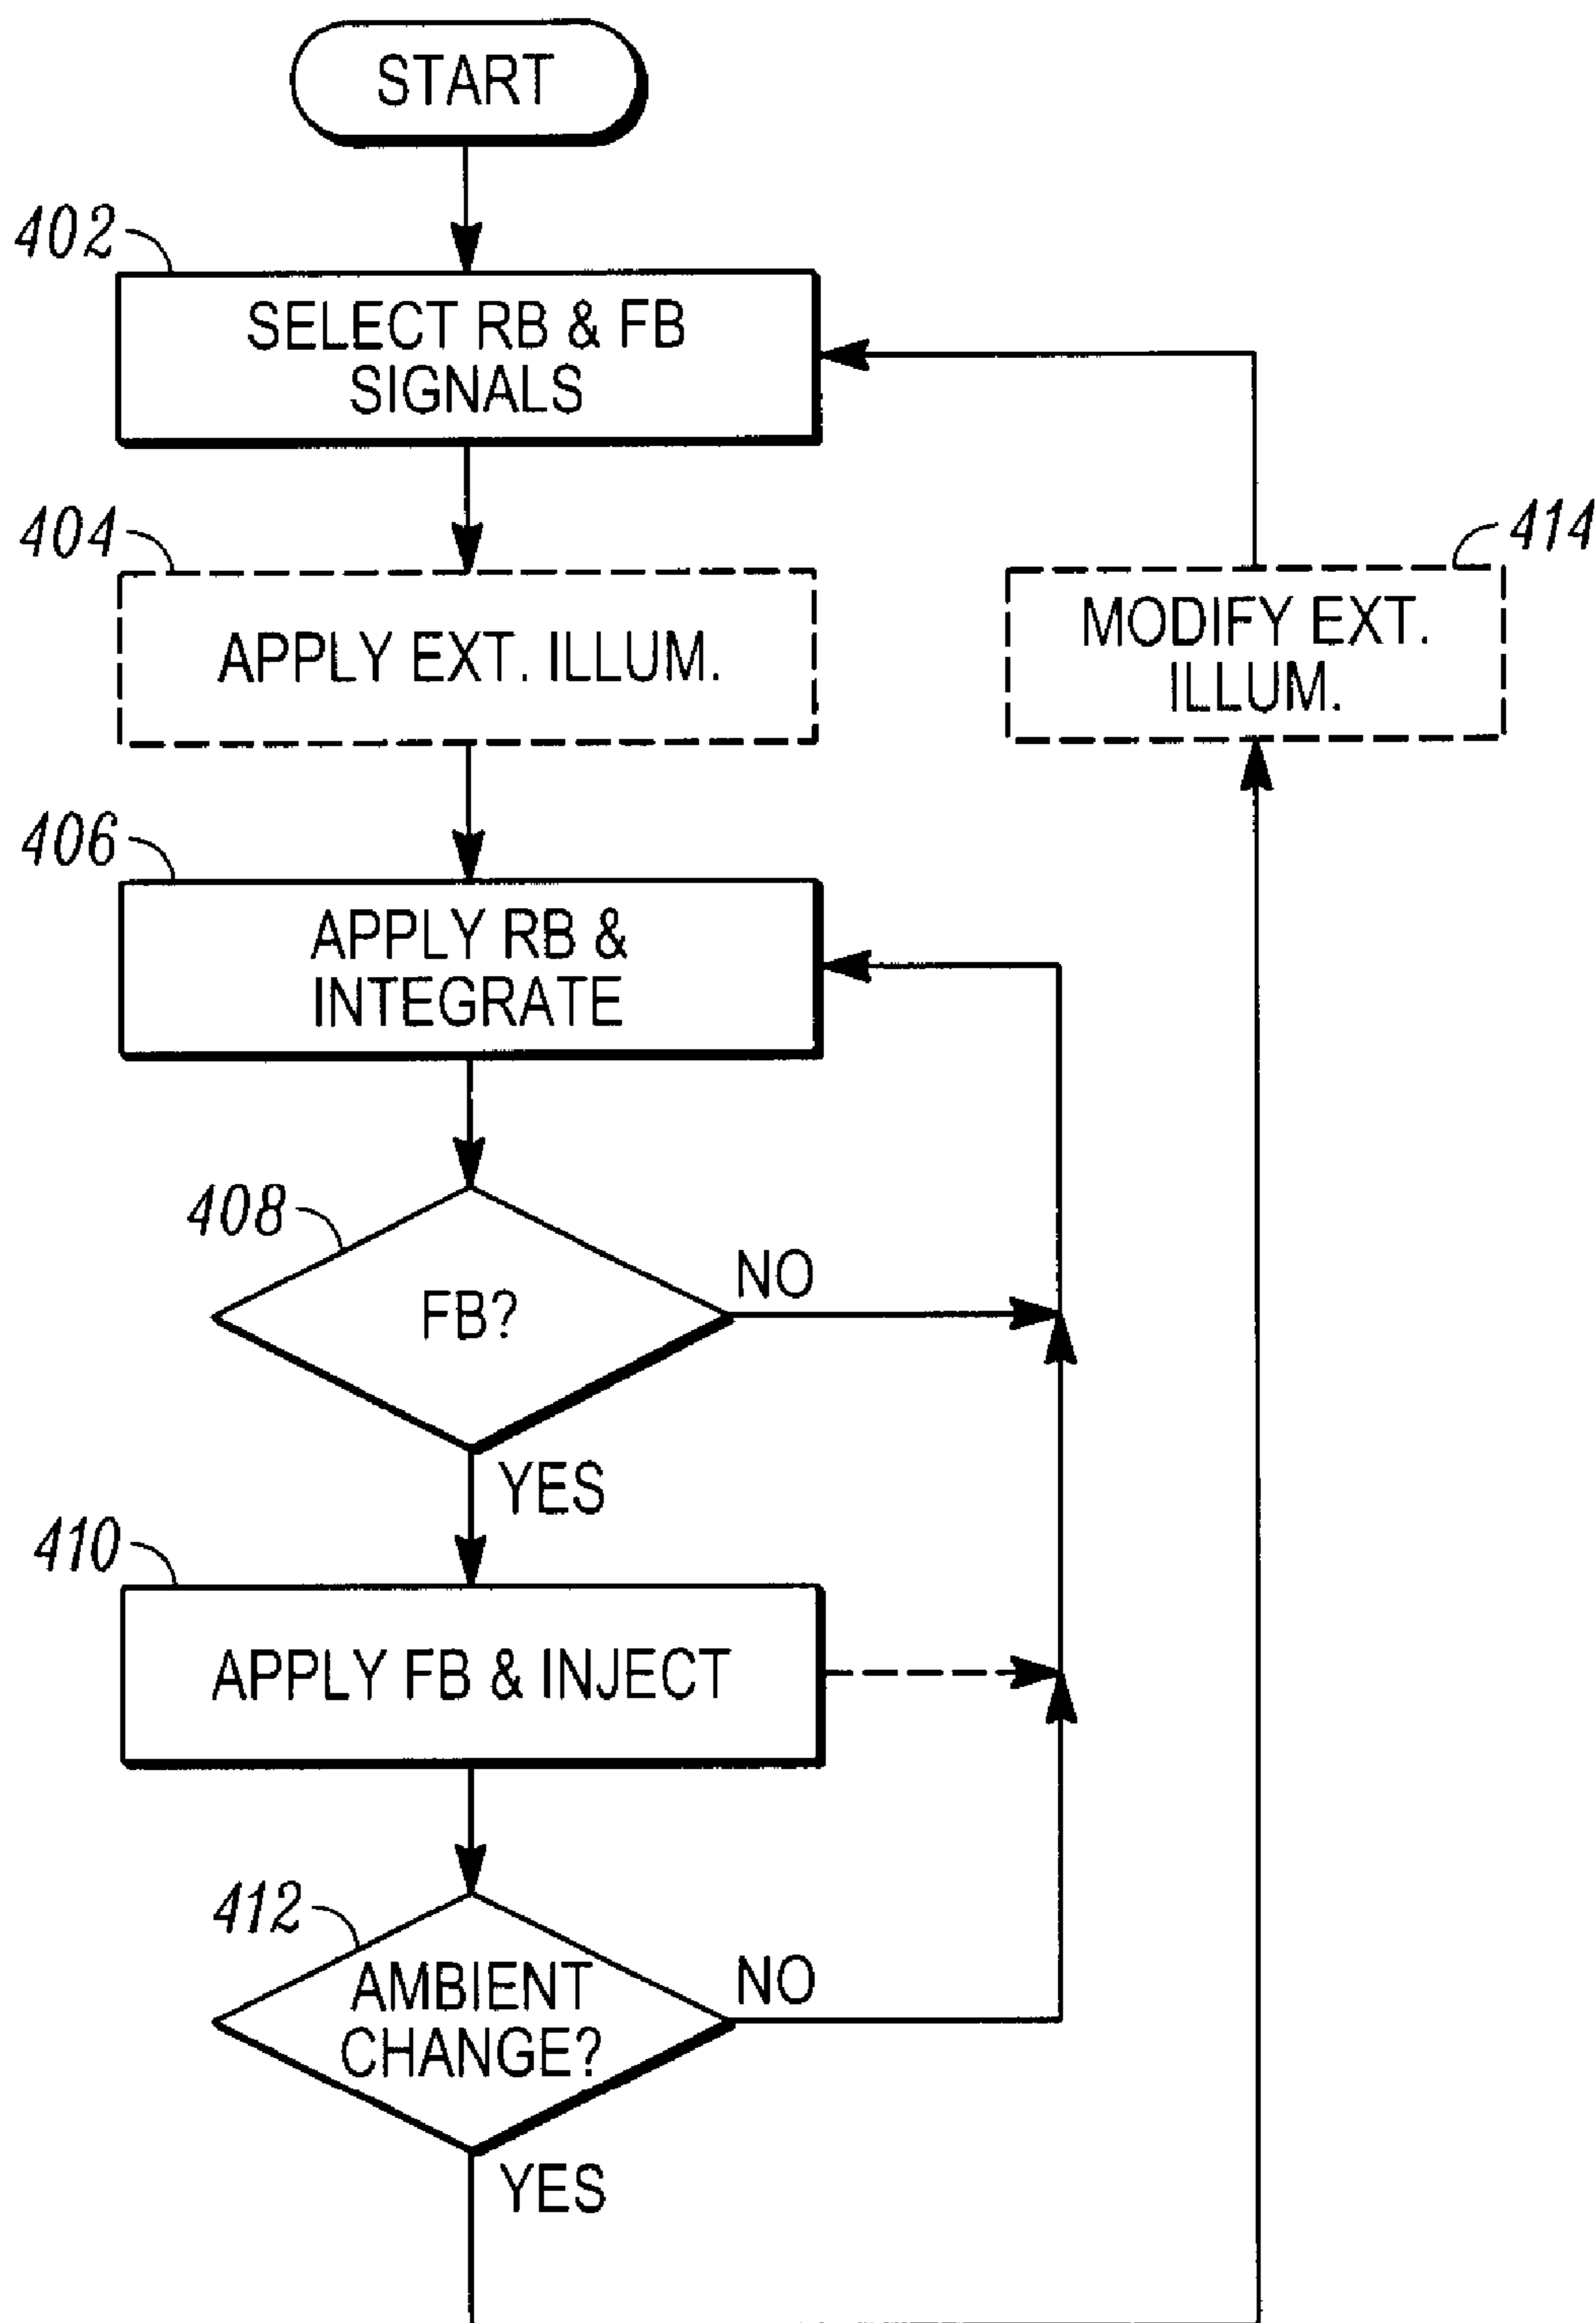 START
402
SELECT RB & FB
SIGNALS
404
APPLY EXT. ILLUM.
414
MODIFY EXT.
ILLUM.
406
APPLY RB &
INTEGRATE
408
FB?
NO
YES
410
APPLY FB & INJECT
412
AMBIENT
CHANGE?
NO
YES